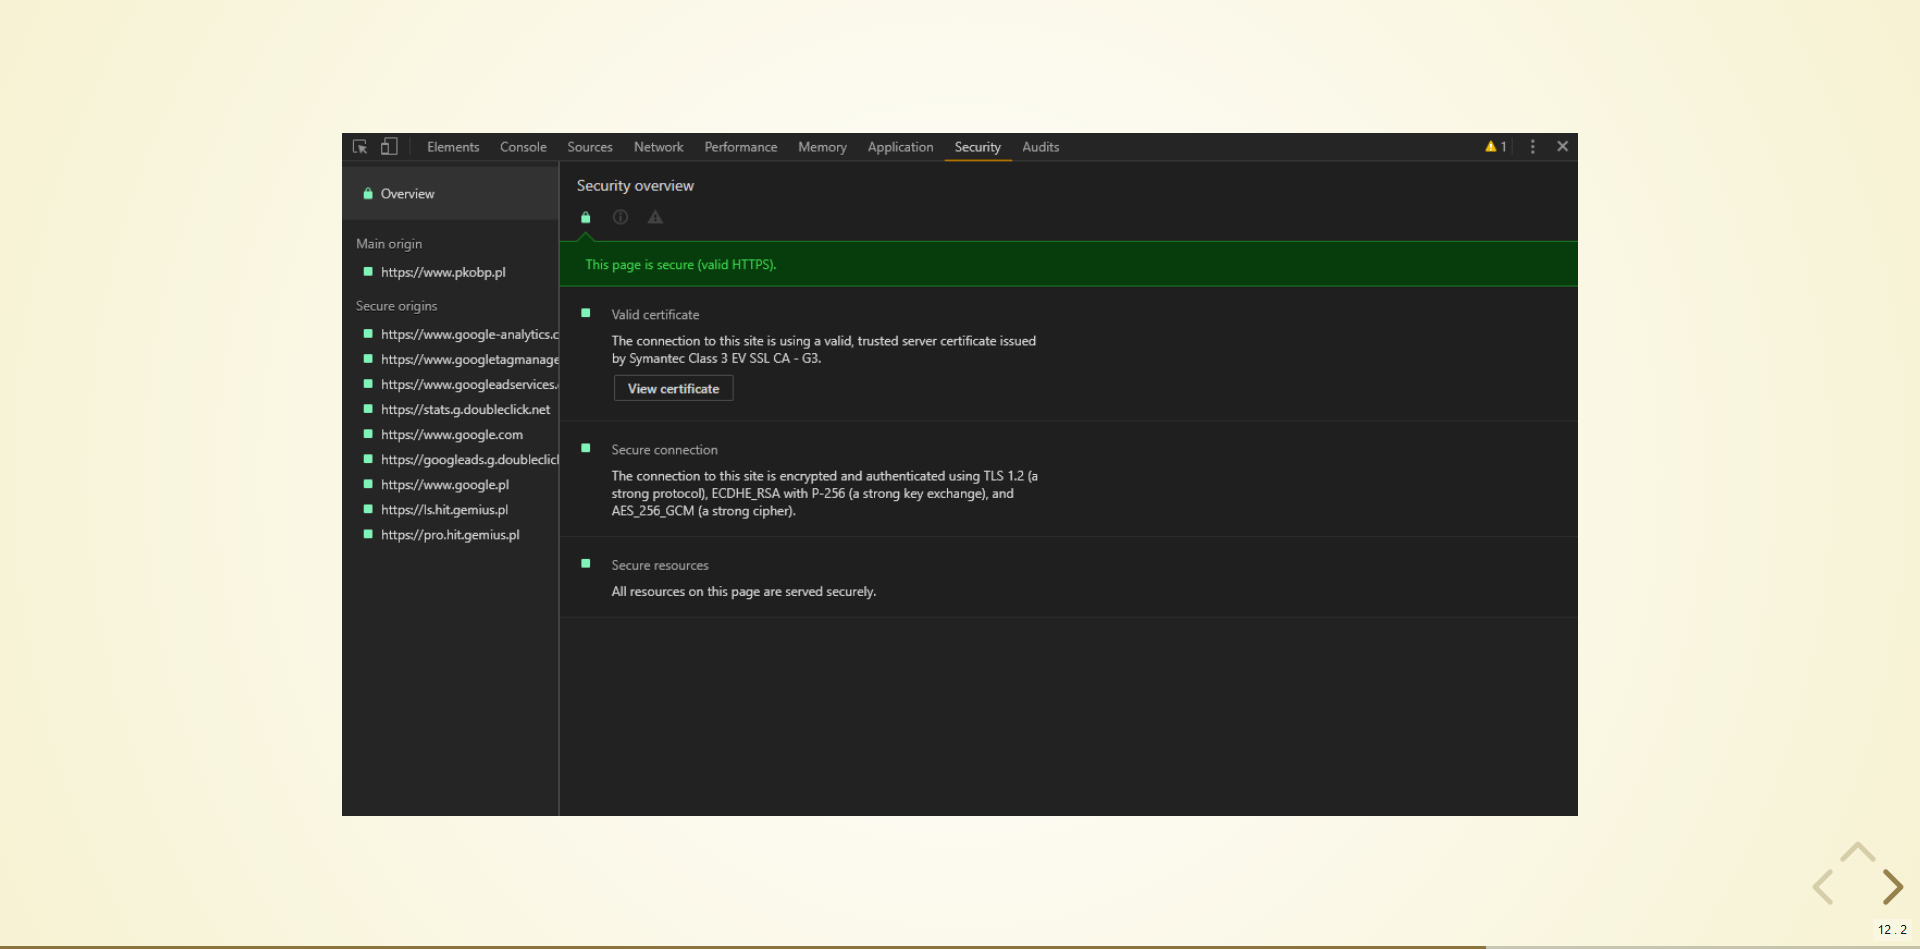 Elements Console Sources Network Performance Memory Application Security Audits 1
Overview
Main origin
https://www.pkobp.pl
Secure origins
https://www.google-analytics.c
https://www.googletagmanage
https://www.googleadservices.
https://stats.g.doubleclick.net
https://www.google.com
https://googleads.g.doubleclicl
https://www.google.pl
https://ls.hit.gemius.pl
https://pro.hit.gemius.pl
Security overview
This page is secure (valid HTTPS).
Valid certificate
The connection to this site is using a valid, trusted server certificate issued
by Symantec Class 3 EV SSL CA - G3.
View certificate
Secure connection
The connection to this site is encrypted and authenticated using TLS 1.2 (a
strong protocol), ECDHE_RSA with P-256 (a strong key exchange), and
AES_256_GCM (a strong cipher).
Secure resources
All resources on this page are served securely.
12 . 2